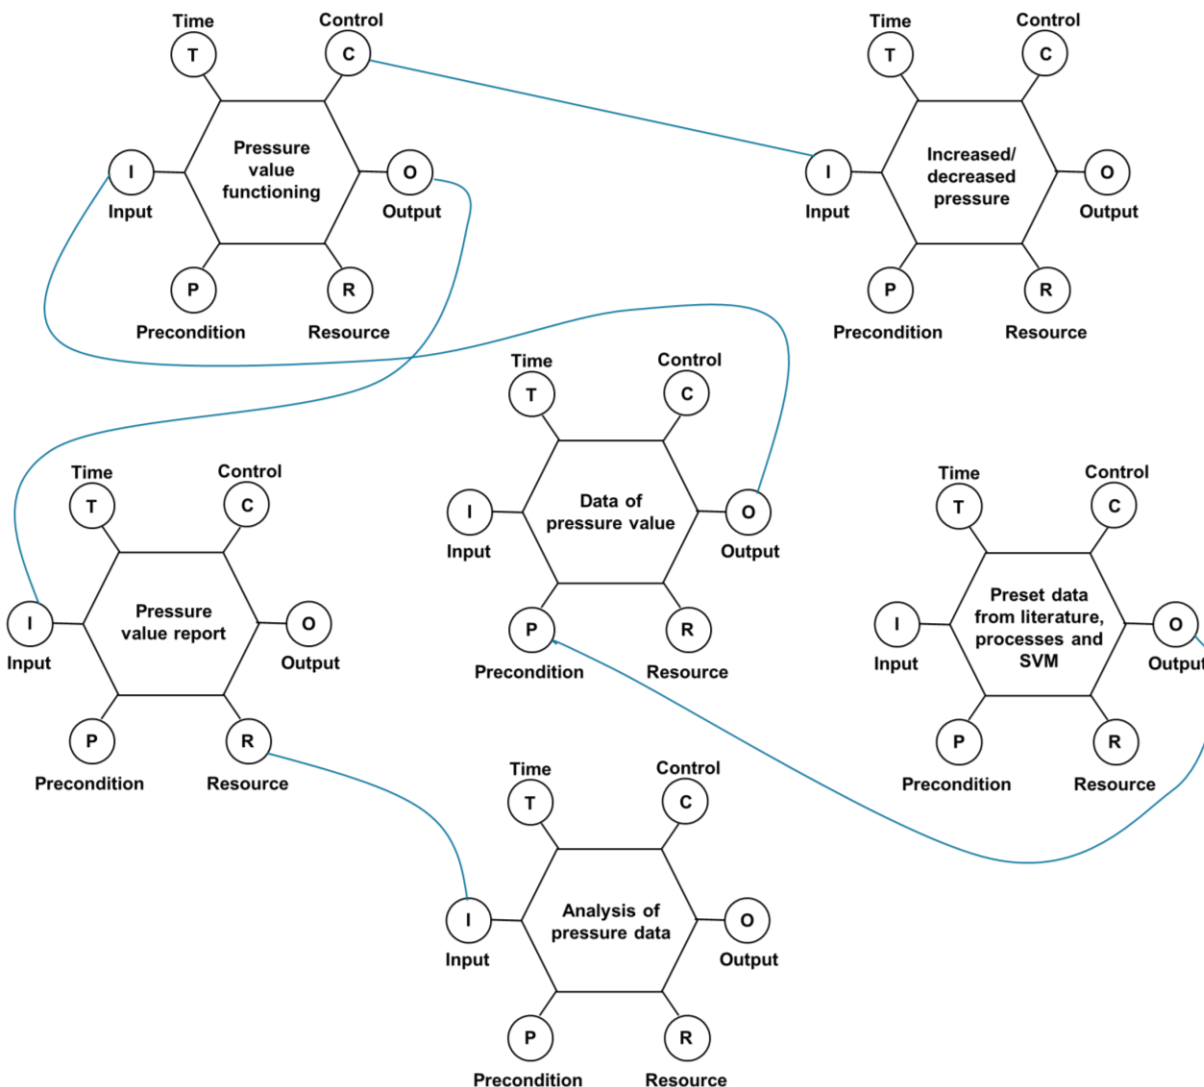 Time
Control
T
C
Pressure
value
functioning
I
O
Input
Output
P
R
Precondition
Resource
Time
Control
T
C
Increased/
decreased
pressure
I
O
Input
Output
P
R
Precondition
Resource
Time
Control
T
C
Data of
pressure value
I
O
Input
Output
P
R
Precondition
Resource
Time
Control
T
C
Pressure
value report
I
O
Input
Output
P
R
Precondition
Resource
Time
Control
T
C
Preset data
from literature,
processes and
SVM
I
O
Input
Output
P
R
Precondition
Resource
Time
Control
T
C
Analysis of
pressure data
I
O
Input
Output
P
R
Precondition
Resource